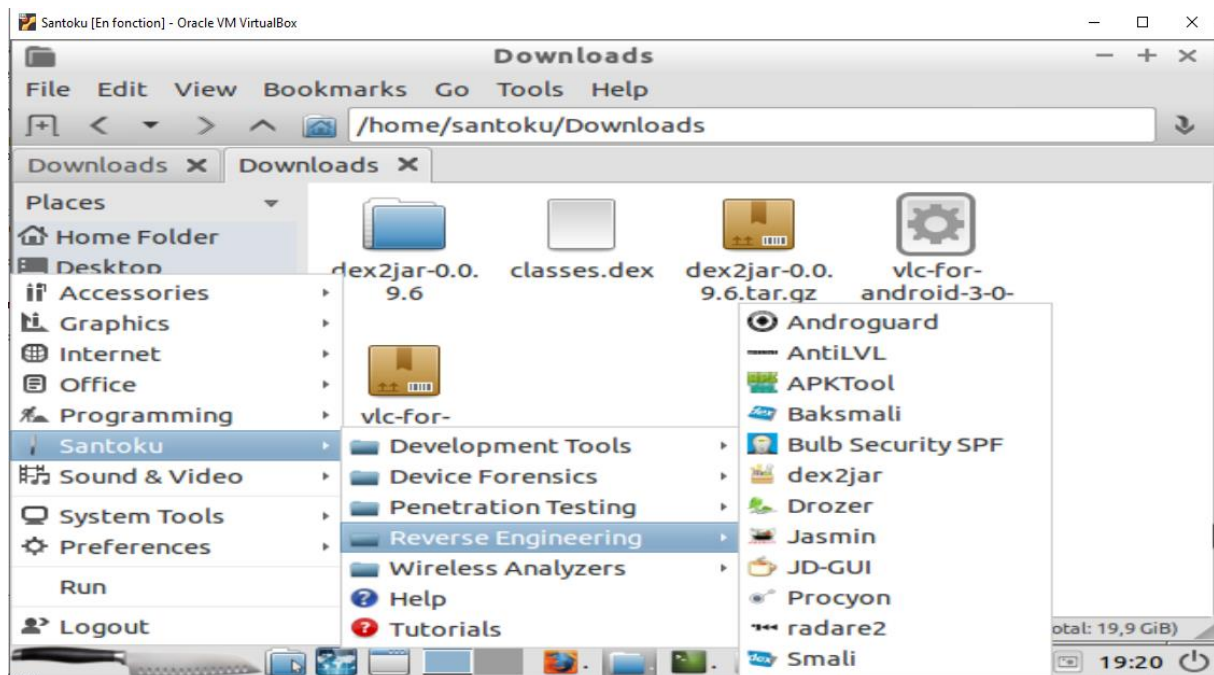 Santoku [En fonction] - Oracle VM VirtualBox
Downloads
File Edit View Bookmarks Go Tools Help
/home/santoku/Downloads
Downloads Downloads
Places
Home Folder
Desktop
dex2jar-0.0.
9.6
classes.dex
dex2jar-0.0.
9.6.tar.gz
vlc-for-
android-3-0-
vlc-for-
Accessories
Graphics
Internet
Office
Programming
Santoku
Sound & Video
System Tools
Preferences
Run
Logout
Development Tools
Device Forensics
Penetration Testing
Reverse Engineering
Wireless Analyzers
Help
Tutorials
Androguard
AntiLVL
APKTool
Baksmali
Bulb Security SPF
dex2jar
Drozer
Jasmin
JD-GUI
Procyon
radare2
Smali
otal: 19,9 GiB)
19:20